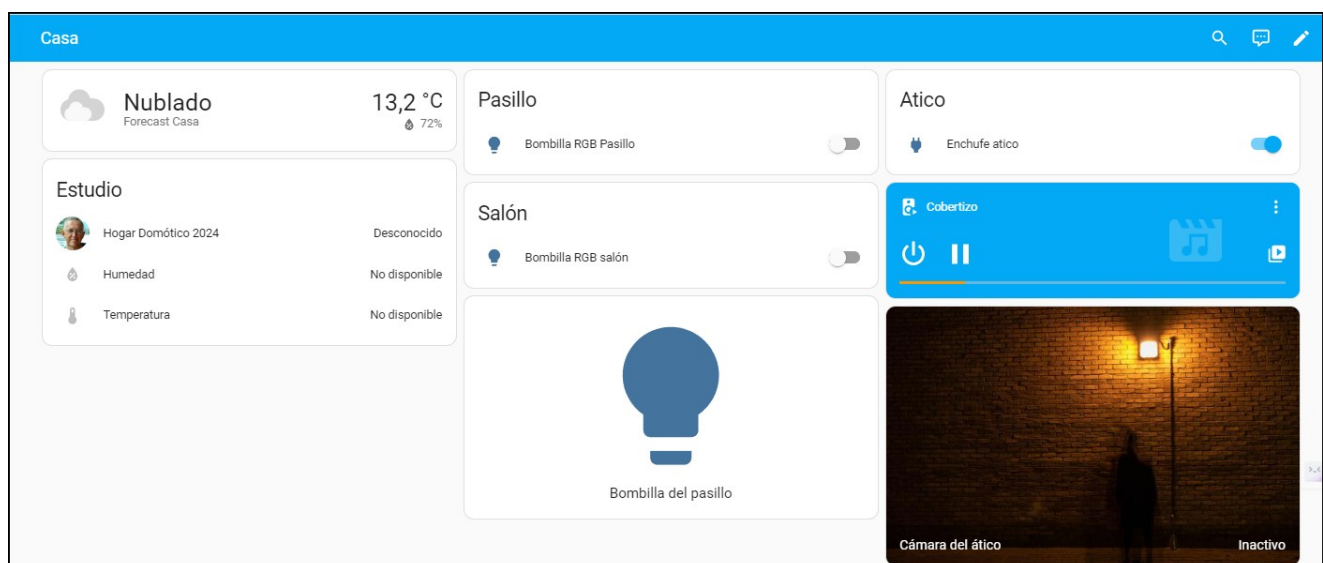 Casa
Nublado
Forecast Casa
13,2 °C
72%
Estudio
Hogar Domótico 2024 Desconocido
Humedad No disponible
Temperatura No disponible
Pasillo
Bombilla RGB Pasillo
Salón
Bombilla RGB salón
Bombilla del pasillo
Atico
Enchufe atico
Cobertizo
Cámara del ático Inactivo